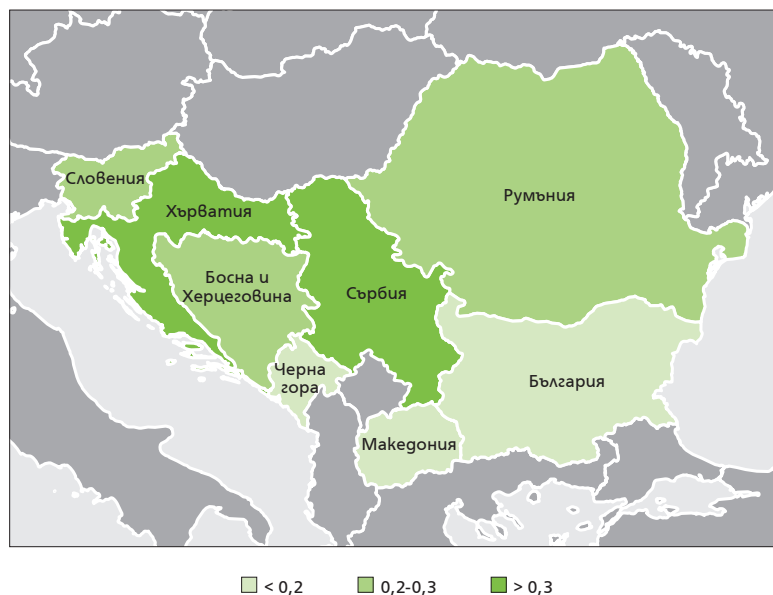 Словения
Хърватия
Румъния
Босна и
Херцеговина
Сърбия
Черна
гора
България
Македония
< 0,2
0,2-0,3
> 0,3